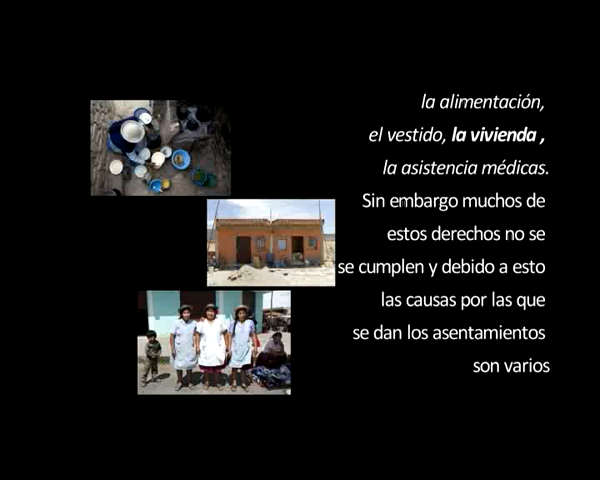 la alimentación,
el vestido, la vivienda ,
la asistencia médicas.
Sin embargo muchos de
estos derechos no se
se cumplen y debido a esto
las causas por las que
se dan los asentamientos
son varios